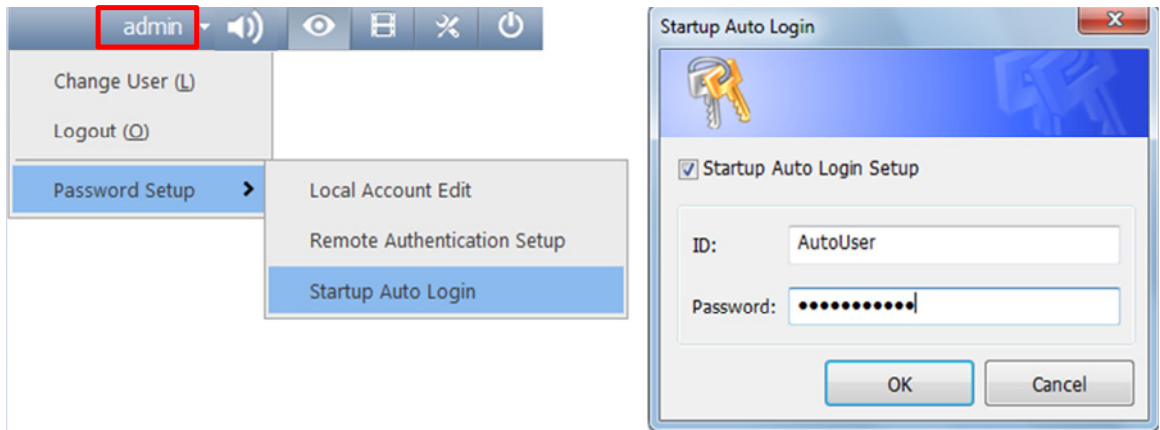 admin
Change User (L)
Logout (O)
Password Setup
Local Account Edit
Remote Authentication Setup
Startup Auto Login
Startup Auto Login
Startup Auto Login Setup
ID:
AutoUser
Password:
•••••••••••
OK
Cancel